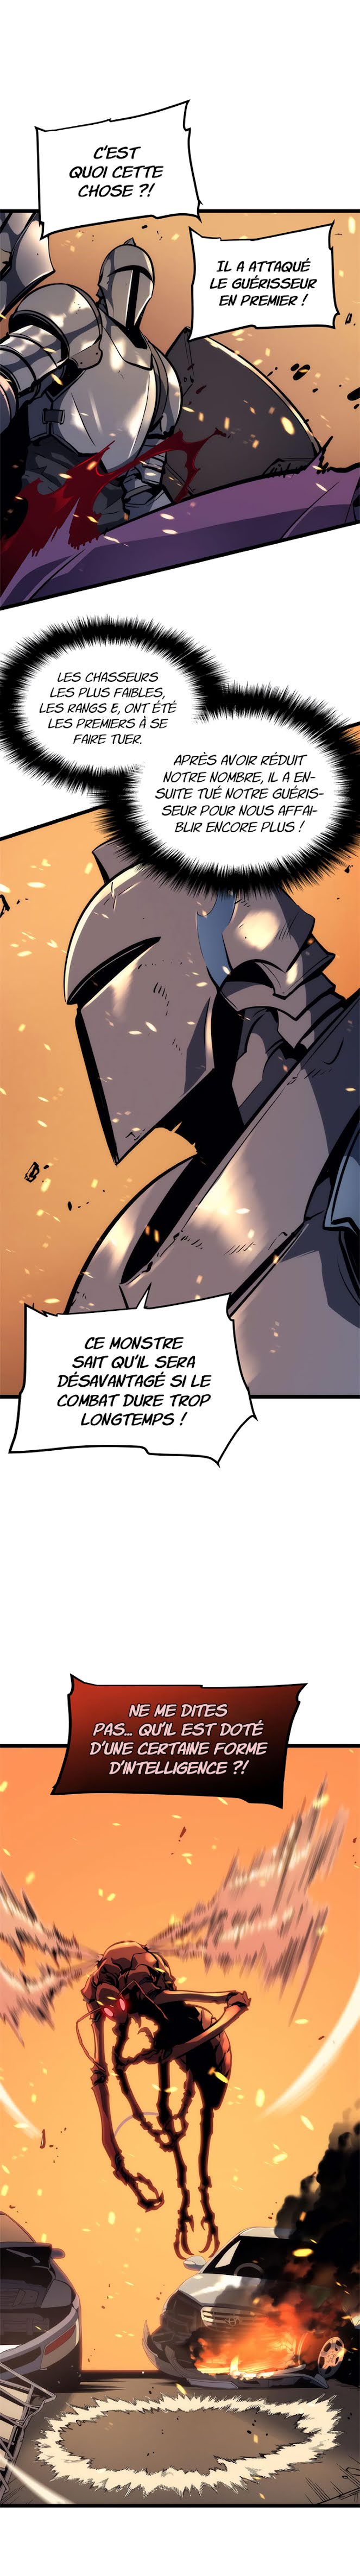 C'EST
QUOI CETTE
CHOSE ?!
IL A ATTAQUÉ
LE GUÉRISSEUR
EN PREMIER !
LES CHASSEURS
LES PLUS FAIBLES,
LES RANGS E, ONT ÉTÉ
LES PREMIERS À SE
FAIRE TUER.
APRÈS AVOIR RÉDUIT
NOTRE NOMBRE, IL A EN-
SUITE TUÉ NOTRE GUÉRIS-
SEUR POUR NOUS AFFAI-
BLIR ENCORE PLUS !
CE MONSTRE
SAIT QU'IL SERA
DÉSAVANTAGÉ SI LE
COMBAT DURE TROP
LONGTEMPS !
NE ME DITES
PAS... QU'IL EST DOTÉ
D'UNE CERTAINE FORME
D'INTELLIGENCE ?!